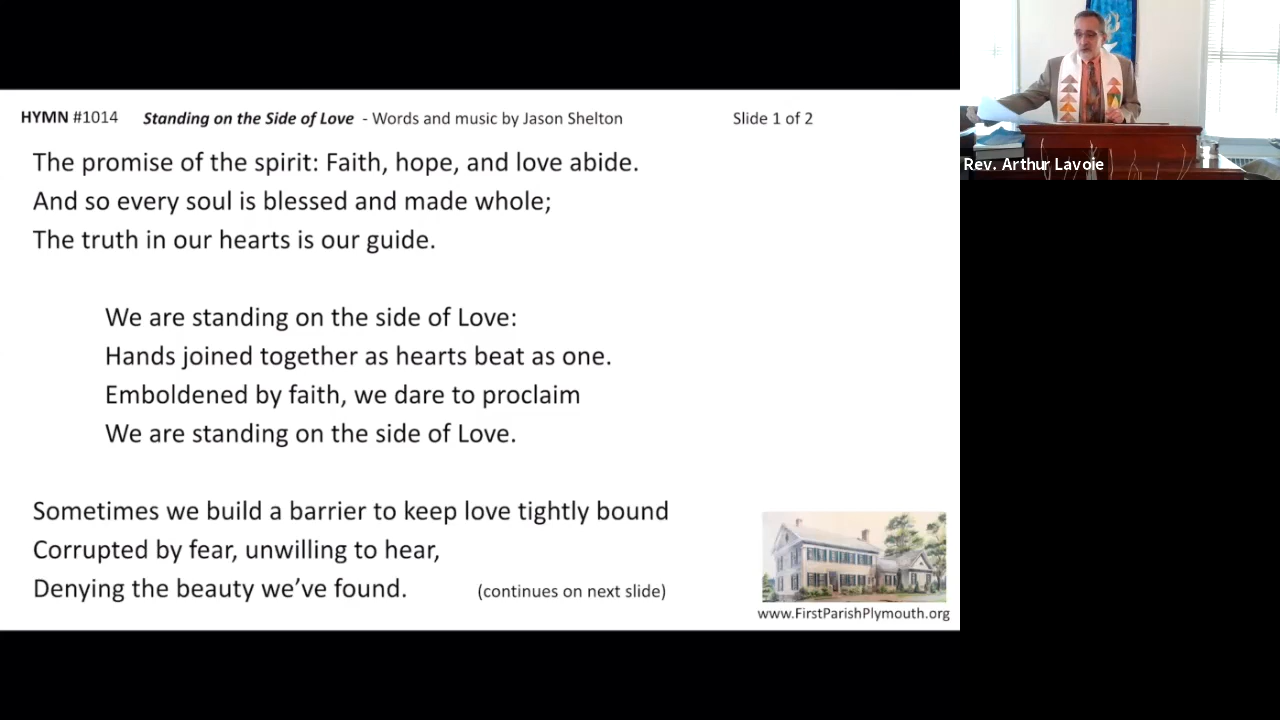 HYMN #1014 Standing on the Side of Love - Words and music by Jason Shelton Slide 1 of 2
The promise of the spirit: Faith, hope, and love abide.
And so every soul is blessed and made whole;
The truth in our hearts is our guide.
We are standing on the side of Love:
Hands joined together as hearts beat as one.
Emboldened by faith, we dare to proclaim
We are standing on the side of Love.
Sometimes we build a barrier to keep love tightly bound
Corrupted by fear, unwilling to hear,
Denying the beauty we've found. (continues on next slide)
www.FirstParishPlymouth.org
Rev. Arthur Lavoie